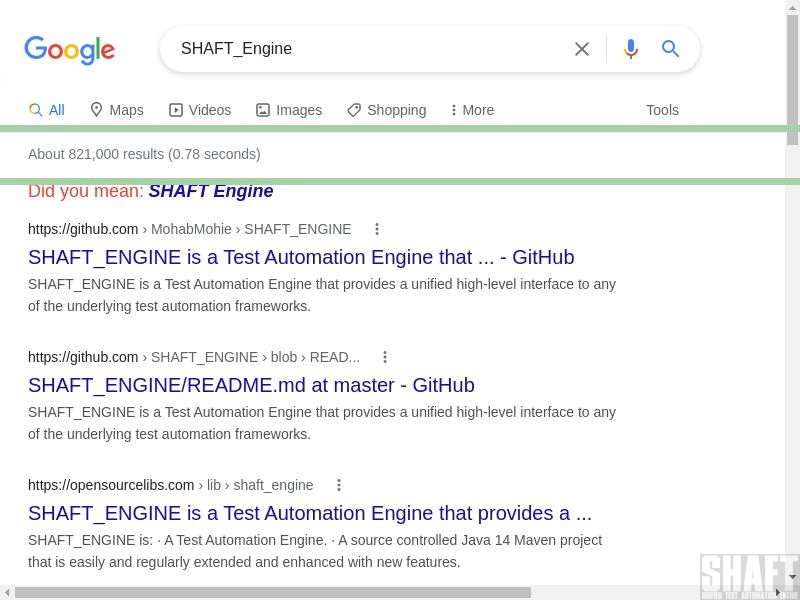 Google
SHAFT_Engine
All Maps Videos Images Shopping More Tools
About 821,000 results (0.78 seconds)
Did you mean: SHAFT Engine
https://github.com › MohabMohie › SHAFT_ENGINE
SHAFT_ENGINE is a Test Automation Engine that ... - GitHub
SHAFT_ENGINE is a Test Automation Engine that provides a unified high-level interface to any
of the underlying test automation frameworks.
https://github.com › SHAFT_ENGINE › blob › READ...
SHAFT_ENGINE/README.md at master - GitHub
SHAFT_ENGINE is a Test Automation Engine that provides a unified high-level interface to any
of the underlying test automation frameworks.
https://opensourcelibs.com › lib › shaft_engine
SHAFT_ENGINE is a Test Automation Engine that provides a ...
SHAFT_ENGINE is: · A Test Automation Engine. · A source controlled Java 14 Maven project
that is easily and regularly extended and enhanced with new features.
SHAFT